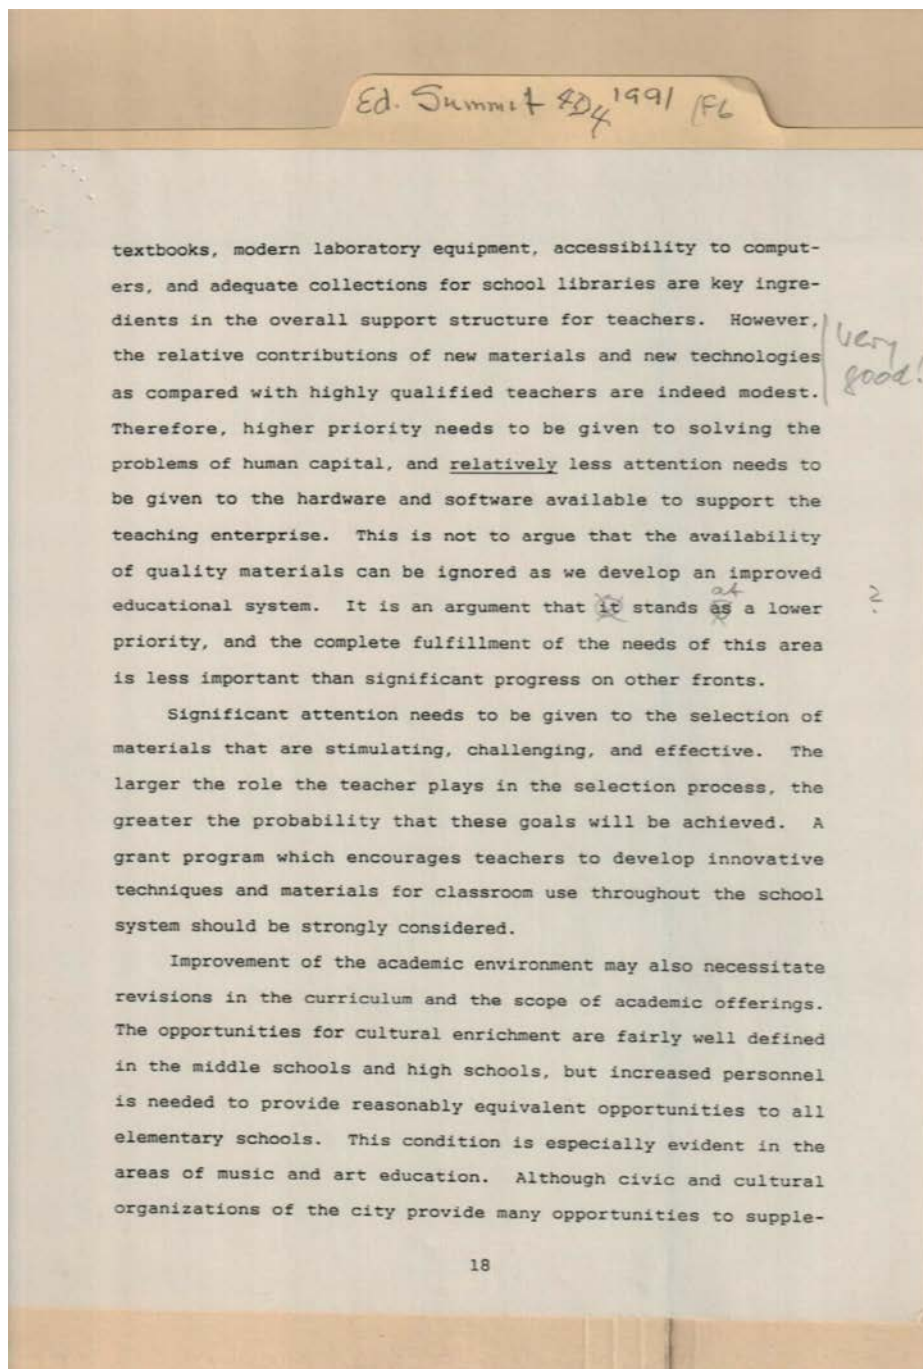 Ed. Summit 4D4 1991 (F6
textbooks, modern laboratory equipment, accessibility to comput-
ers, and adequate collections for school libraries are key ingre-
dients in the overall support structure for teachers. However,
the relative contributions of new materials and new technologies
as compared with highly qualified teachers are indeed modest.
very
good!
Therefore, higher priority needs to be given to solving the
problems of human capital, and relatively less attention needs to
be given to the hardware and software available to support the
teaching enterprise. This is not to argue that the availability
of quality materials can be ignored as we develop an improved
at
educational system. It is an argument that it stands as a lower
?
priority, and the complete fulfillment of the needs of this area
is less important than significant progress on other fronts.
Significant attention needs to be given to the selection of
materials that are stimulating, challenging, and effective. The
larger the role the teacher plays in the selection process, the
greater the probability that these goals will be achieved. A
grant program which encourages teachers to develop innovative
techniques and materials for classroom use throughout the school
system should be strongly considered.
Improvement of the academic environment may also necessitate
revisions in the curriculum and the scope of academic offerings.
The opportunities for cultural enrichment are fairly well defined
in the middle schools and high schools, but increased personnel
is needed to provide reasonably equivalent opportunities to all
elementary schools. This condition is especially evident in the
areas of music and art education. Although civic and cultural
organizations of the city provide many opportunities to supple-
18